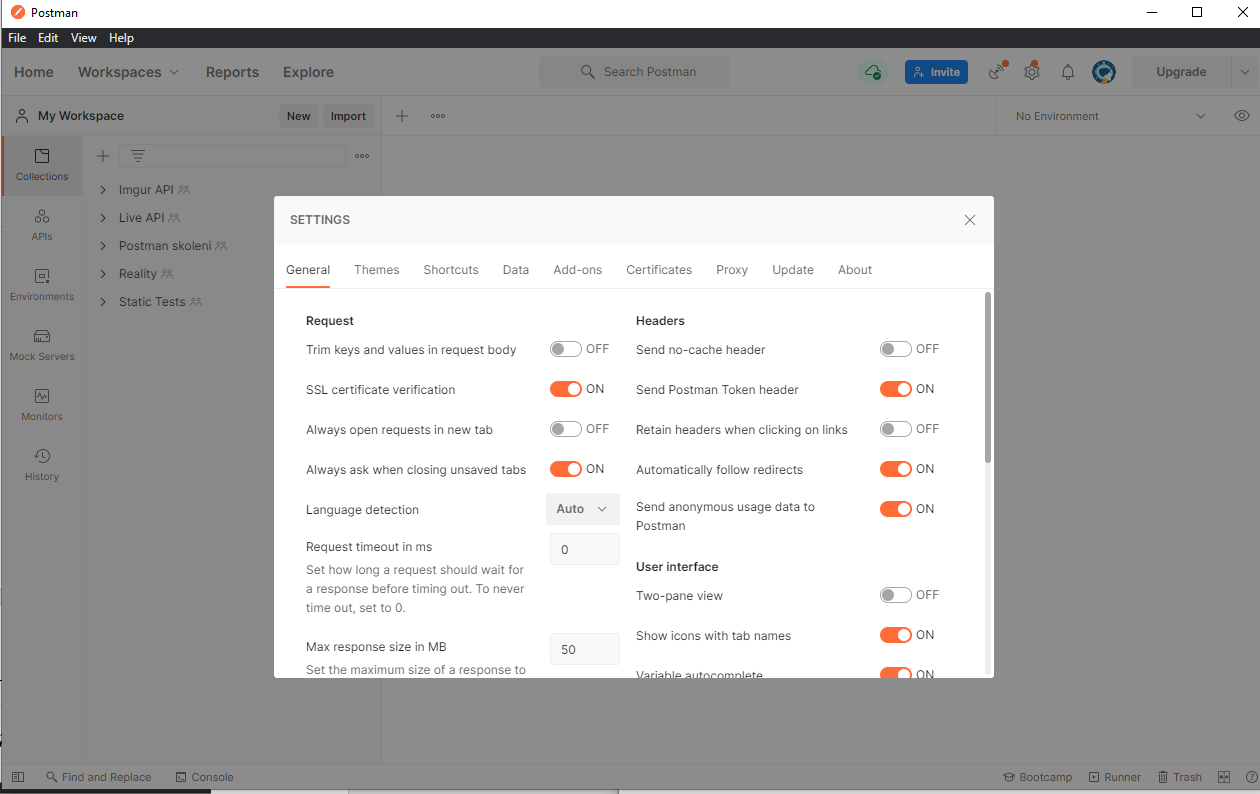 Postman
File Edit View Help
Home Workspaces Reports Explore Search Postman Invite Upgrade
My Workspace New Import No Environment
Collections
APIs
Environments
Mock Servers
Monitors
History
Imgur API
Live API
Postman skoleni
Reality
Static Tests
SETTINGS
General Themes Shortcuts Data Add-ons Certificates Proxy Update About
Request
Trim keys and values in request body OFF
SSL certificate verification ON
Always open requests in new tab OFF
Always ask when closing unsaved tabs ON
Language detection Auto
Request timeout in ms 0
Set how long a request should wait for
a response before timing out. To never
time out, set to 0.
Max response size in MB 50
Set the maximum size of a response to
Headers
Send no-cache header OFF
Send Postman Token header ON
Retain headers when clicking on links OFF
Automatically follow redirects ON
Send anonymous usage data to ON
Postman
User interface
Two-pane view OFF
Show icons with tab names ON
Variable autocomplete ON
Find and Replace Console Bootcamp Runner Trash